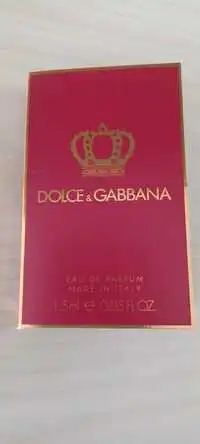 DOLCE & GABBANA
EAU DE PARFUM
MADE IN ITALY
1.5ml e 0.05 FL.OZ.